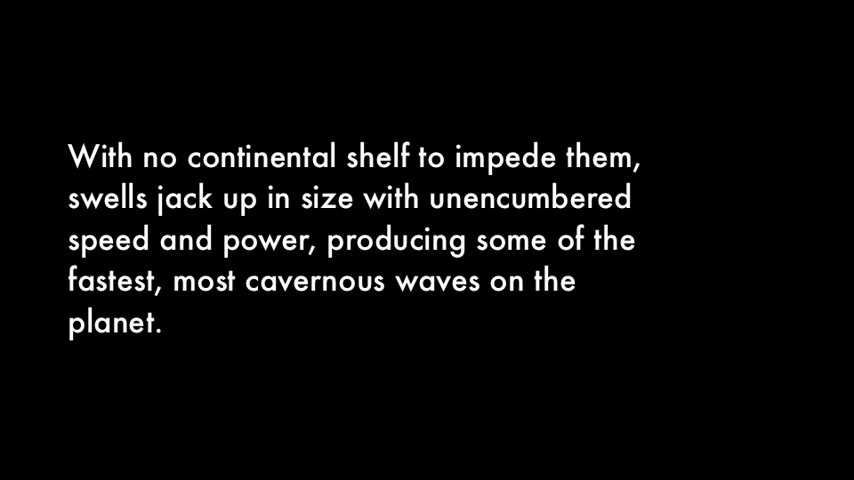 With no continental shelf to impede them,
swells jack up in size with unencumbered
speed and power, producing some of the
fastest, most cavernous waves on the
planet.